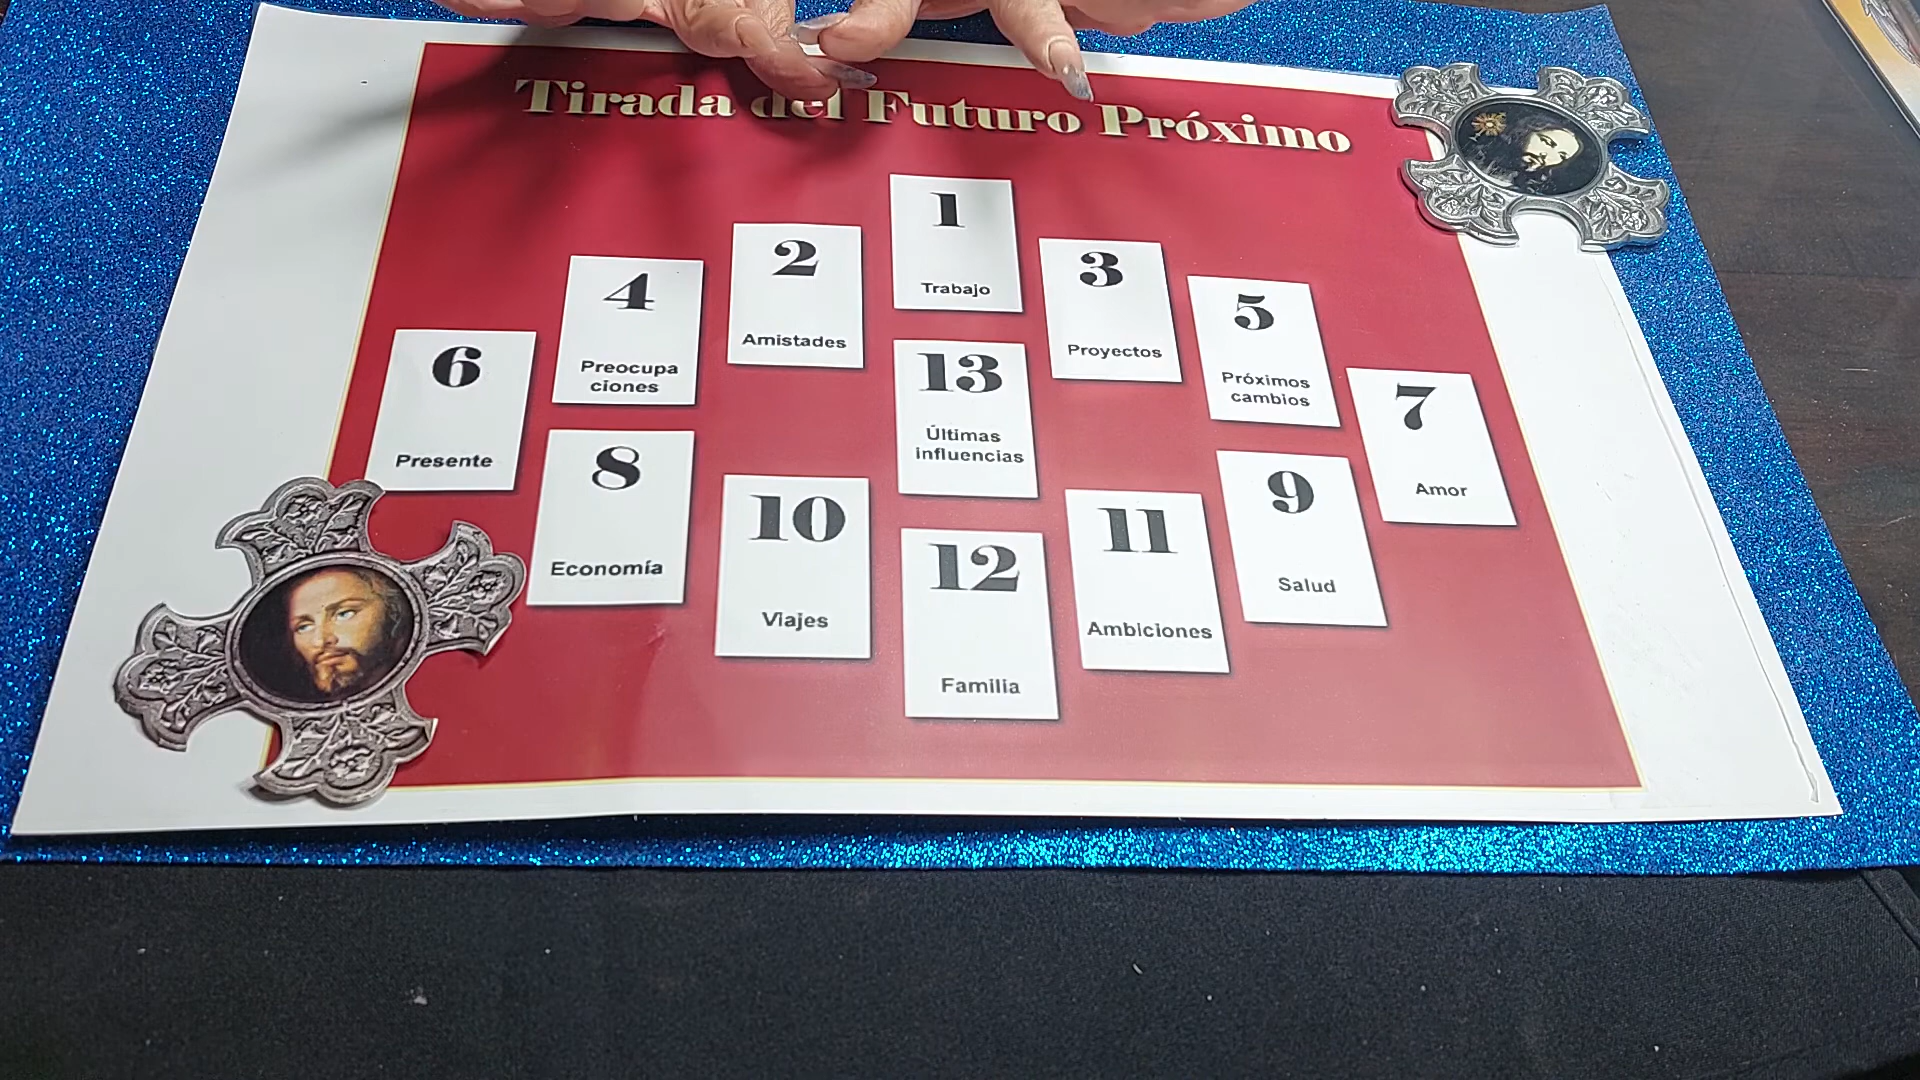 Tirada del Futuro Próximo
1
Trabajo
2
Amistades
3
Proyectos
4
Preocupa
ciones
5
Próximos
cambios
6
Presente
13
Últimas
influencias
7
Amor
8
Economía
9
Salud
10
Viajes
11
Ambiciones
12
Familia